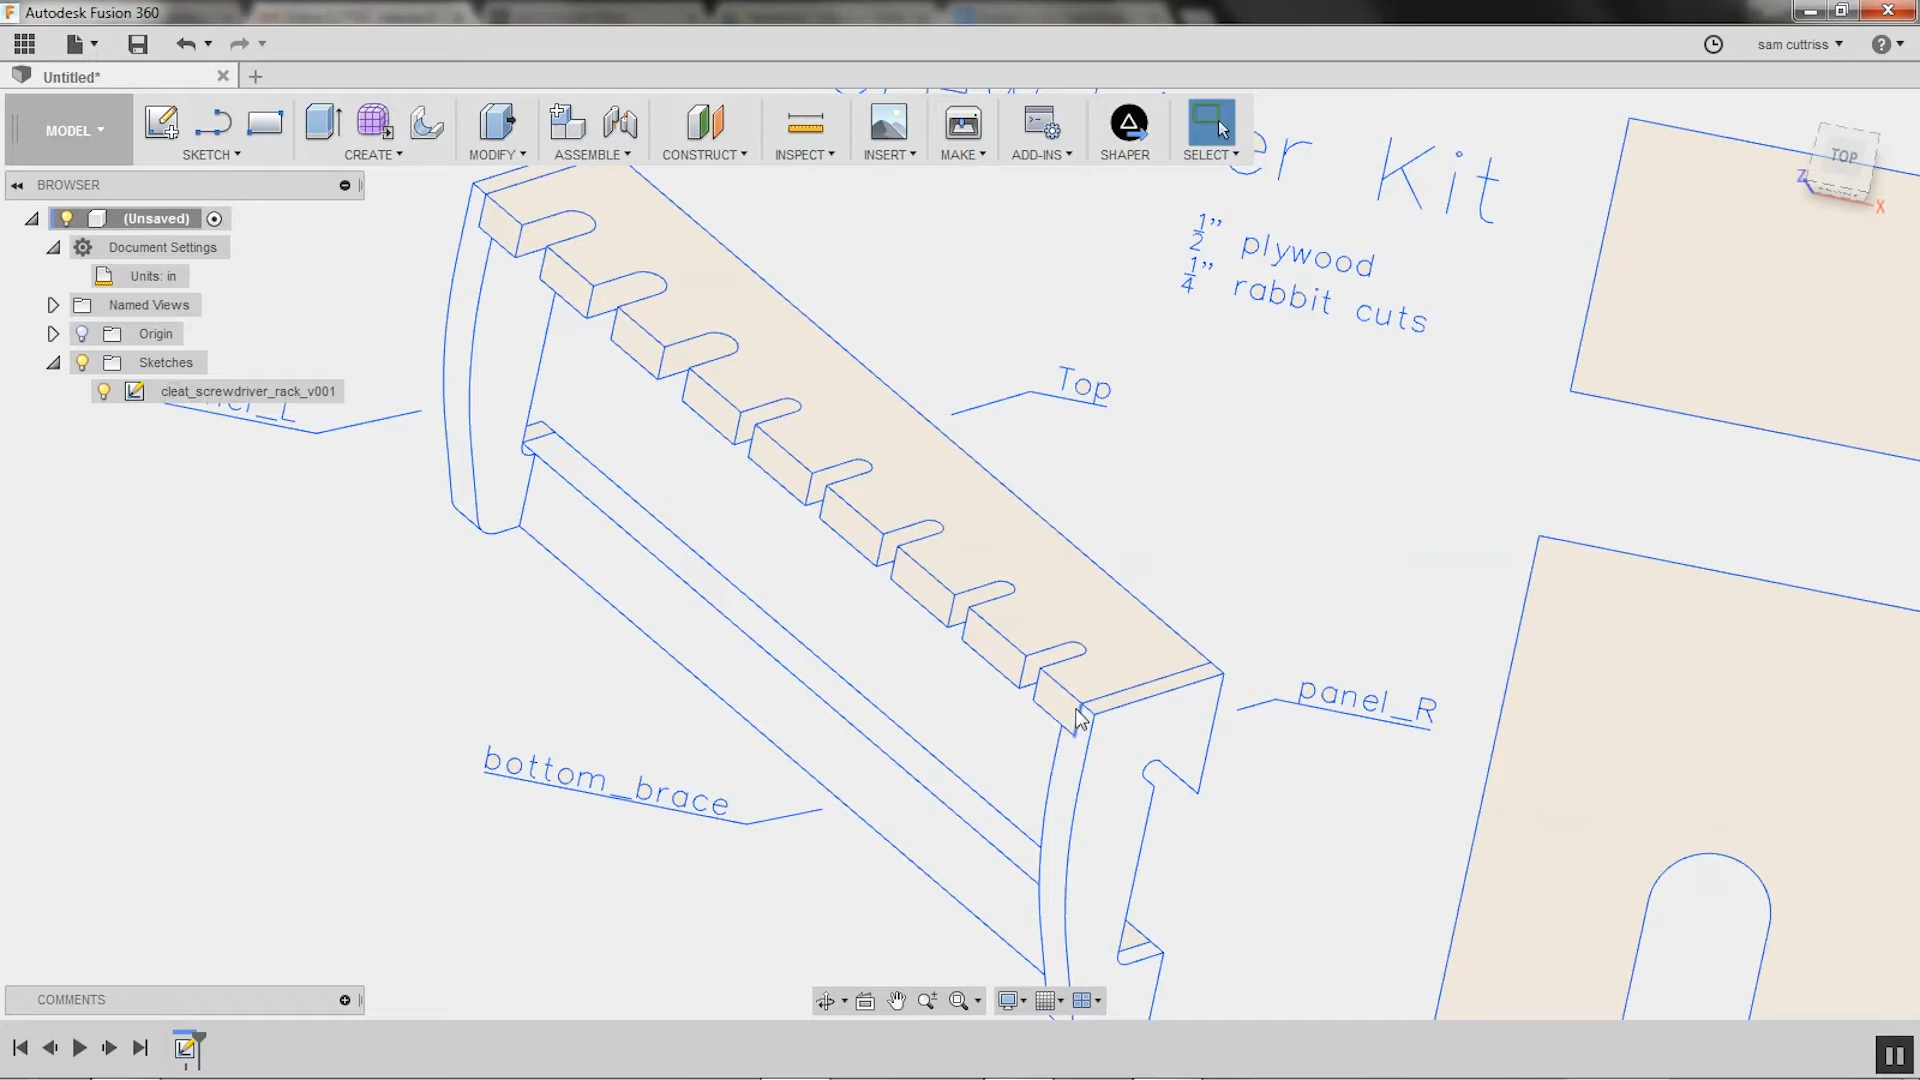 Autodesk Fusion 360
sam cuttriss
Untitled*
MODEL
SKETCH
CREATE
MODIFY
ASSEMBLE
CONSTRUCT
INSPECT
INSERT
MAKE
ADD-INS
SHAPER
SELECT
er Kit
TOP
Z
X
BROWSER
(Unsaved)
Document Settings
Units: in
Named Views
Origin
Sketches
cleat_screwdriver_rack_v001
1/2" plywood
1/4" rabbit cuts
Top
panel_R
bottom_brace
COMMENTS